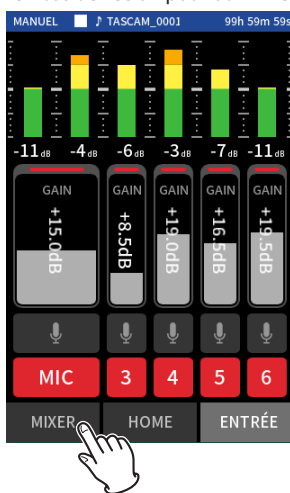 MANUEL ♪ TASCAM_0001 99h 59m 59s
-11 dB -4 dB -6 dB -3 dB -7 dB -11 dB
GAIN GAIN GAIN GAIN GAIN
+15.0dB +8.5dB +19.0dB +16.5dB +19.5dB
MIC 3 4 5 6
MIXER HOME ENTRÉE